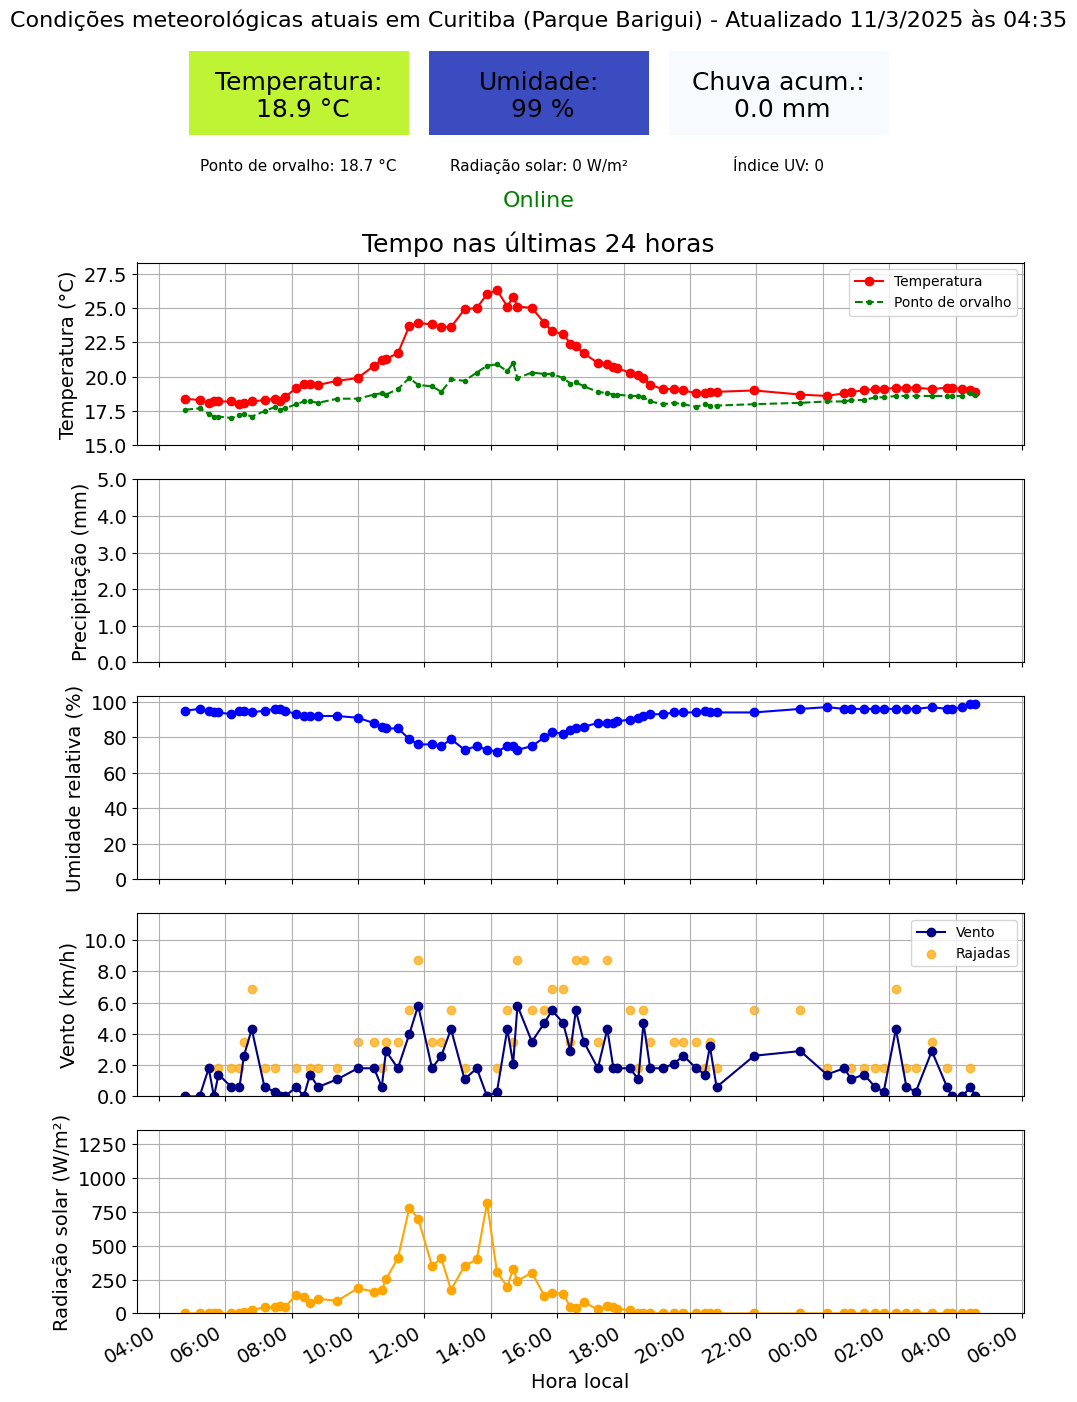 Condições meteorológicas atuais em Curitiba (Parque Barigui) - Atualizado 11/3/2025 às 04:35
Temperatura:
18.9 °C
Umidade:
99 %
Chuva acum.:
0.0 mm
Ponto de orvalho: 18.7 °C
Radiação solar: 0 W/m²
Índice UV: 0
Online
Tempo nas últimas 24 horas
Temperatura (°C)
27.5
25.0
22.5
20.0
17.5
15.0
Temperatura
Ponto de orvalho
Precipitação (mm)
5.0
4.0
3.0
2.0
1.0
0.0
Umidade relativa (%)
100
80
60
40
20
0
Vento (km/h)
10.0
8.0
6.0
4.0
2.0
0.0
Vento
Rajadas
Radiação solar (W/m²)
1250
1000
750
500
250
0
04:00
06:00
08:00
10:00
12:00
14:00
16:00
18:00
20:00
22:00
00:00
02:00
04:00
06:00
Hora local